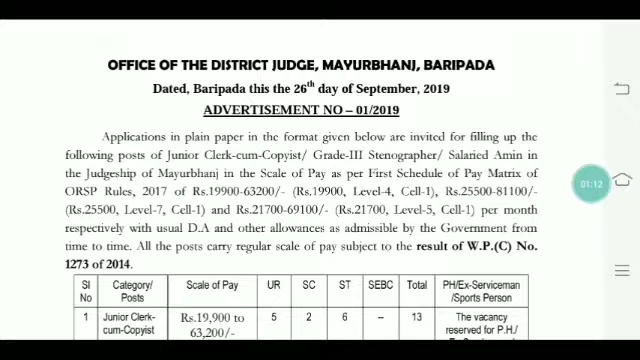 OFFICE OF THE DISTRICT JUDGE, MAYURBHANJ, BARIPADA
Dated, Baripada this the 26th day of September, 2019
ADVERTISEMENT NO – 01/2019
Applications in plain paper in the format given below are invited for filling up the
following posts of Junior Clerk-cum-Copyist/ Grade-III Stenographer/ Salaried Amin in
the Judgeship of Mayurbhanj in the Scale of Pay as per First Schedule of Pay Matrix of
ORSP Rules, 2017 of Rs.19900-63200/- (Rs.19900, Level-4, Cell-1), Rs.25500-81100/-
(Rs.25500, Level-7, Cell-1) and Rs.21700-69100/- (Rs.21700, Level-5, Cell-1) per month
respectively with usual D.A and other allowances as admissible by the Government from
time to time. All the posts carry regular scale of pay subject to the result of W.P.(C) No.
1273 of 2014.
Sl No Category/ Posts Scale of Pay UR SC ST SEBC Total PH/Ex-Serviceman /Sports Person
1 Junior Clerk-cum-Copyist Rs.19,900 to 63,200/- 5 2 6 -- 13 The vacancy reserved for P.H./
01:12